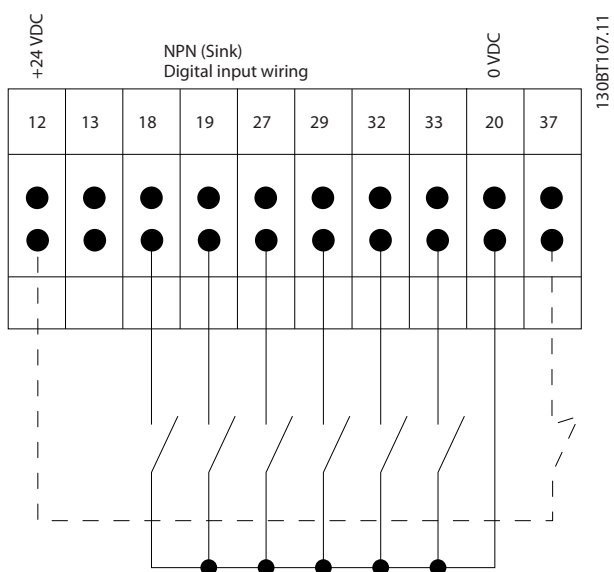 +24 VDC
NPN (Sink)
Digital input wiring
0 VDC
130BT107.11
12 13 18 19 27 29 32 33 20 37